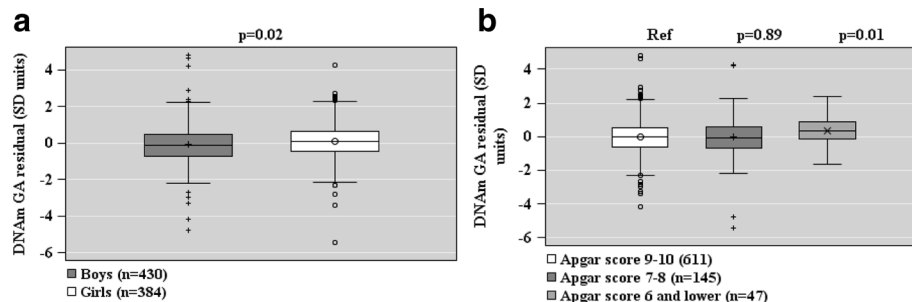 a
p=0.02
DNAm GA residual (SD units)
4
2
0
-2
-4
-6
Boys (n=430)
Girls (n=384)
b
Ref p=0.89 p=0.01
DNAm GA residual (SD
units)
4
2
0
-2
-4
-6
Apgar score 9-10 (611)
Apgar score 7-8 (n=145)
Apgar score 6 and lower (n=47)